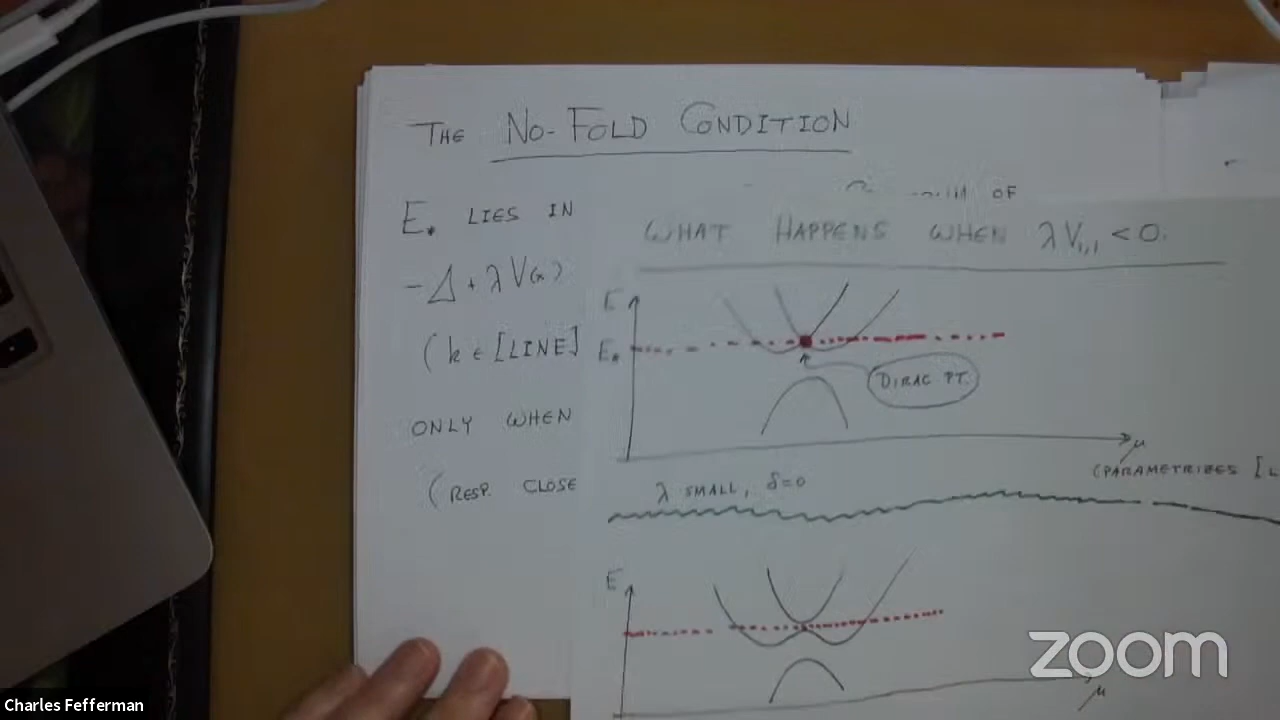 THE NO-FOLD CONDITION
E* LIES IN
OF
-Δ + λV(x)
(k ∈ [LINE]
ONLY WHEN
(RESP. CLOSE
WHAT HAPPENS WHEN λV1,1 < 0.
E
E*
DIRAC PT.
μ
(PARAMETRIZES [L
λ SMALL, δ=0
E
μ
zoom
Charles Fefferman